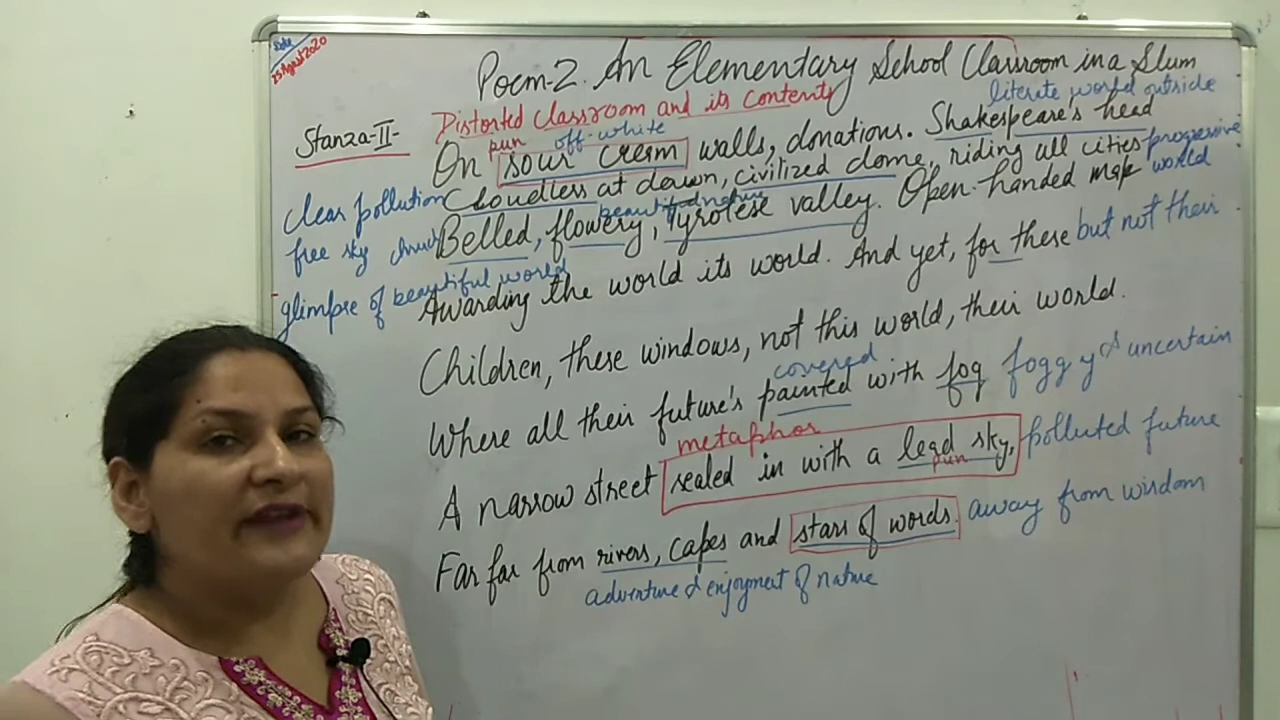 Date
25 August 2020
Poem-2. An Elementary School Classroom in a Slum
Distorted Classroom and its contents
literate world outside
Stanza-II-
pun off-white
On sour cream walls, donations. Shakespeare's head
clear pollution Cloudless at dawn, civilized dome, riding all cities progressive
free sky beautiful nature world
Belled, flowery, Tyrolese valley. Open-handed map
glimpse of beautiful world
Awarding the world its world. And yet, for these but not their
Children, these windows, not this world, their world.
covered
Where all their future's painted with fog foggy & uncertain
metaphor
A narrow street sealed in with a lead sky, polluted future
pun
Far far from rivers, capes and stars of words. away from wisdom
adventure & enjoyment of nature